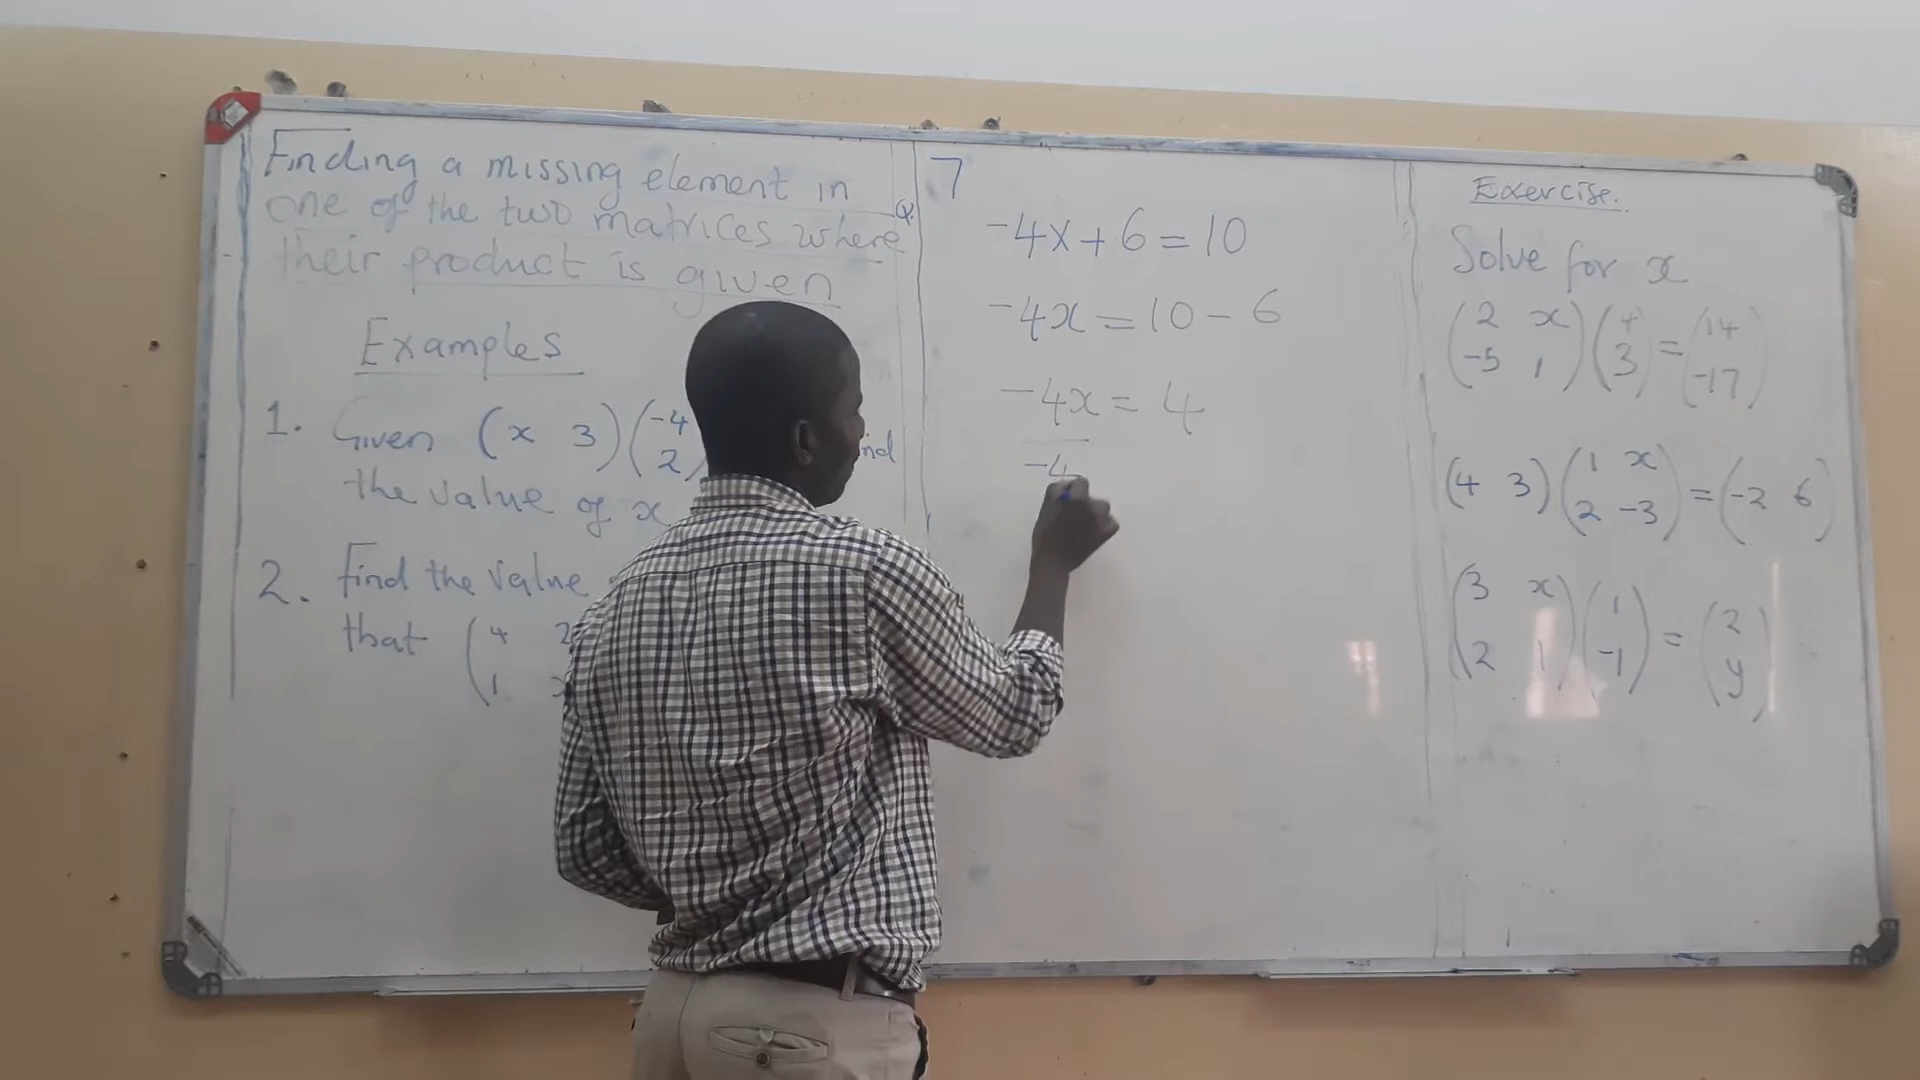 Finding a missing element in
one of the two matrices where
their product is given
Examples
1. Given (x 3)(-4
2) find
the value of x
2. Find the value
that (4 2
1 x
Q. 7
-4x + 6 = 10
-4x = 10 - 6
-4x = 4
-4
Exercise.
Solve for x
(2 x
-5 1)(4
3) = (14
-17)
(4 3)(1 x
2 -3) = (-2 6)
(3 x
2 1)(1
-1) = (2
y)